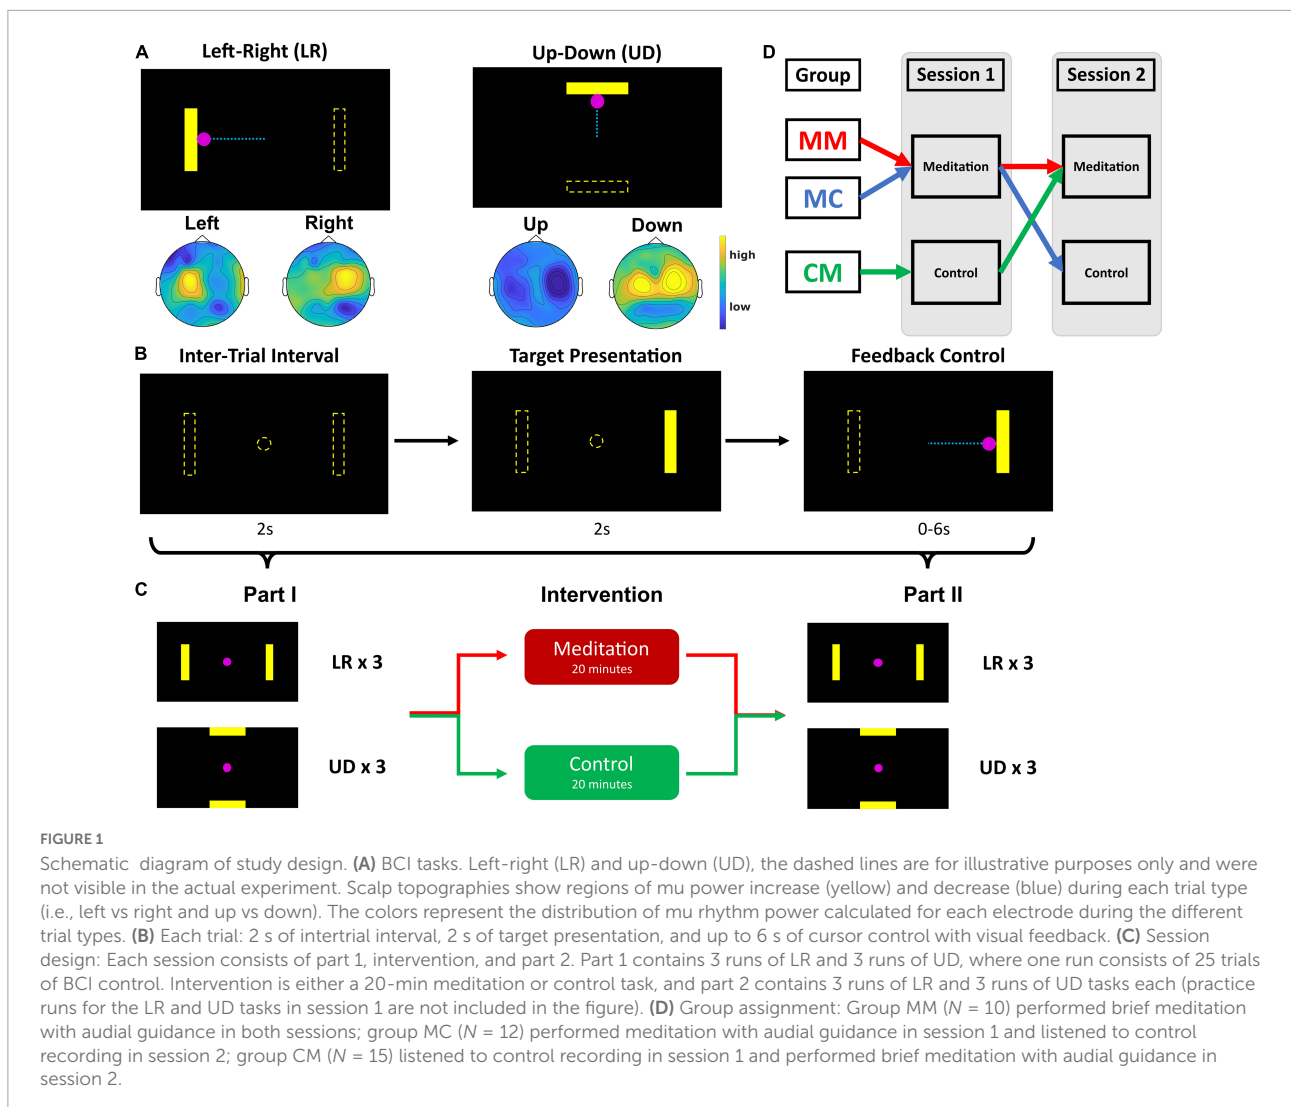 A
Left-Right (LR)
Up-Down (UD)
Left
Right
Up
Down
high
low
D
Group
Session 1
Session 2
MM
MC
CM
Meditation
Meditation
Control
Control
B
Inter-Trial Interval
Target Presentation
Feedback Control
2s
2s
0-6s
C
Part I
Intervention
Part II
LR x 3
UD x 3
Meditation
20 minutes
Control
20 minutes
LR x 3
UD x 3
FIGURE 1
Schematic diagram of study design. (A) BCI tasks. Left-right (LR) and up-down (UD), the dashed lines are for illustrative purposes only and were
not visible in the actual experiment. Scalp topographies show regions of mu power increase (yellow) and decrease (blue) during each trial type
(i.e., left vs right and up vs down). The colors represent the distribution of mu rhythm power calculated for each electrode during the different
trial types. (B) Each trial: 2 s of intertrial interval, 2 s of target presentation, and up to 6 s of cursor control with visual feedback. (C) Session
design: Each session consists of part 1, intervention, and part 2. Part 1 contains 3 runs of LR and 3 runs of UD, where one run consists of 25 trials
of BCI control. Intervention is either a 20-min meditation or control task, and part 2 contains 3 runs of LR and 3 runs of UD tasks each (practice
runs for the LR and UD tasks in session 1 are not included in the figure). (D) Group assignment: Group MM (N = 10) performed brief meditation
with audial guidance in both sessions; group MC (N = 12) performed meditation with audial guidance in session 1 and listened to control
recording in session 2; group CM (N = 15) listened to control recording in session 1 and performed brief meditation with audial guidance in
session 2.